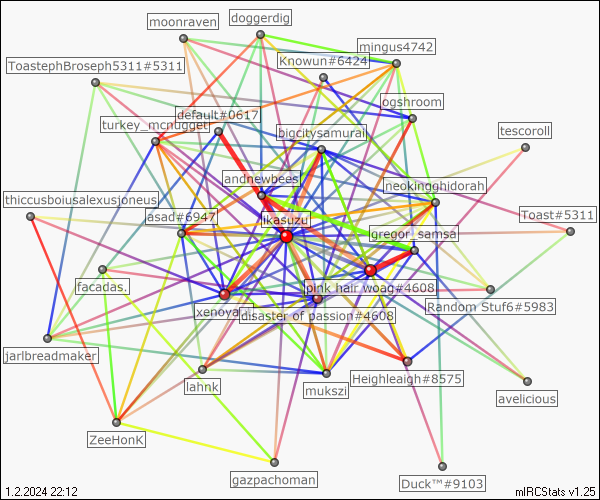 doggerdig
moonraven
mingus4742
Knowun#6424
ToastephBroseph5311#5311
ogshroom
default#0617
turkey_mcnugget
bigcitysamurai
tescoroll
andnewbees
neokingghidorah
thiccusboiusalexusjoneus
asad#6947
ikasuzu
Toast#5311
gregor_samsa
facadas.
pink hair woag#4608
Random Stuf6#5983
xenoya
disaster of passion#4608
jarlbreadmaker
lahnk
mukszi
Heighleaigh#8575
avelicious
ZeeHonK
gazpachoman
Duck™#9103
1.2.2024 22:12
mIRCStats v1.25